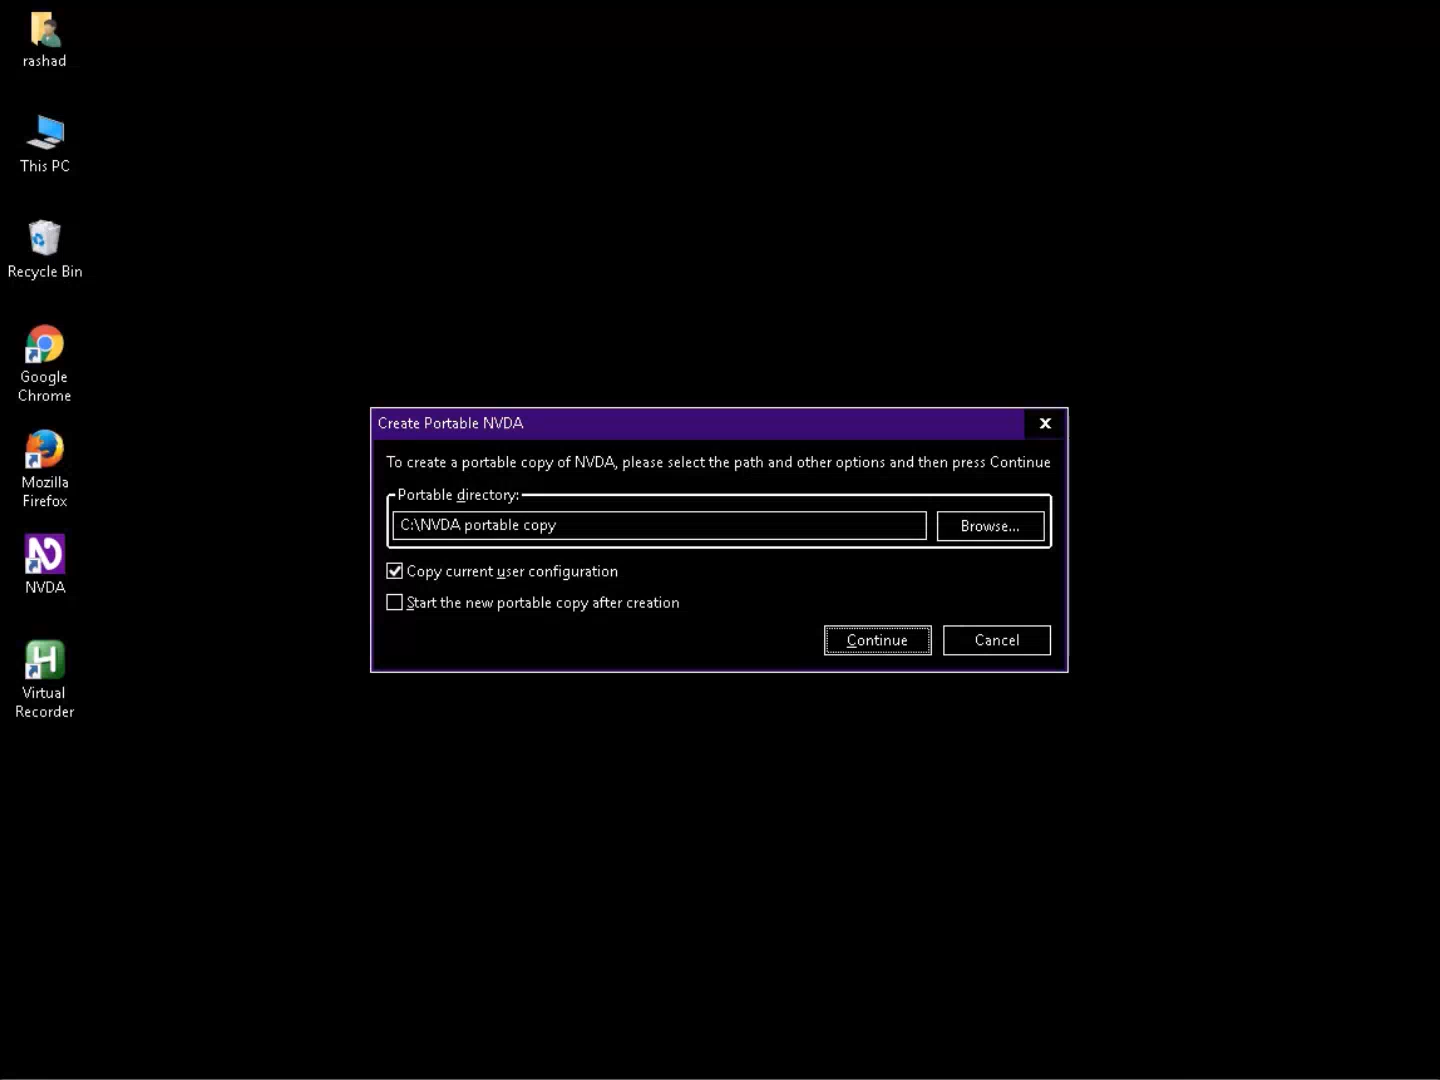 rashad
This PC
Recycle Bin
Google
Chrome
Mozilla
Firefox
NVDA
Virtual
Recorder
Create Portable NVDA
To create a portable copy of NVDA, please select the path and other options and then press Continue
Portable directory:
C:\NVDA portable copy
Browse...
Copy current user configuration
Start the new portable copy after creation
Continue
Cancel